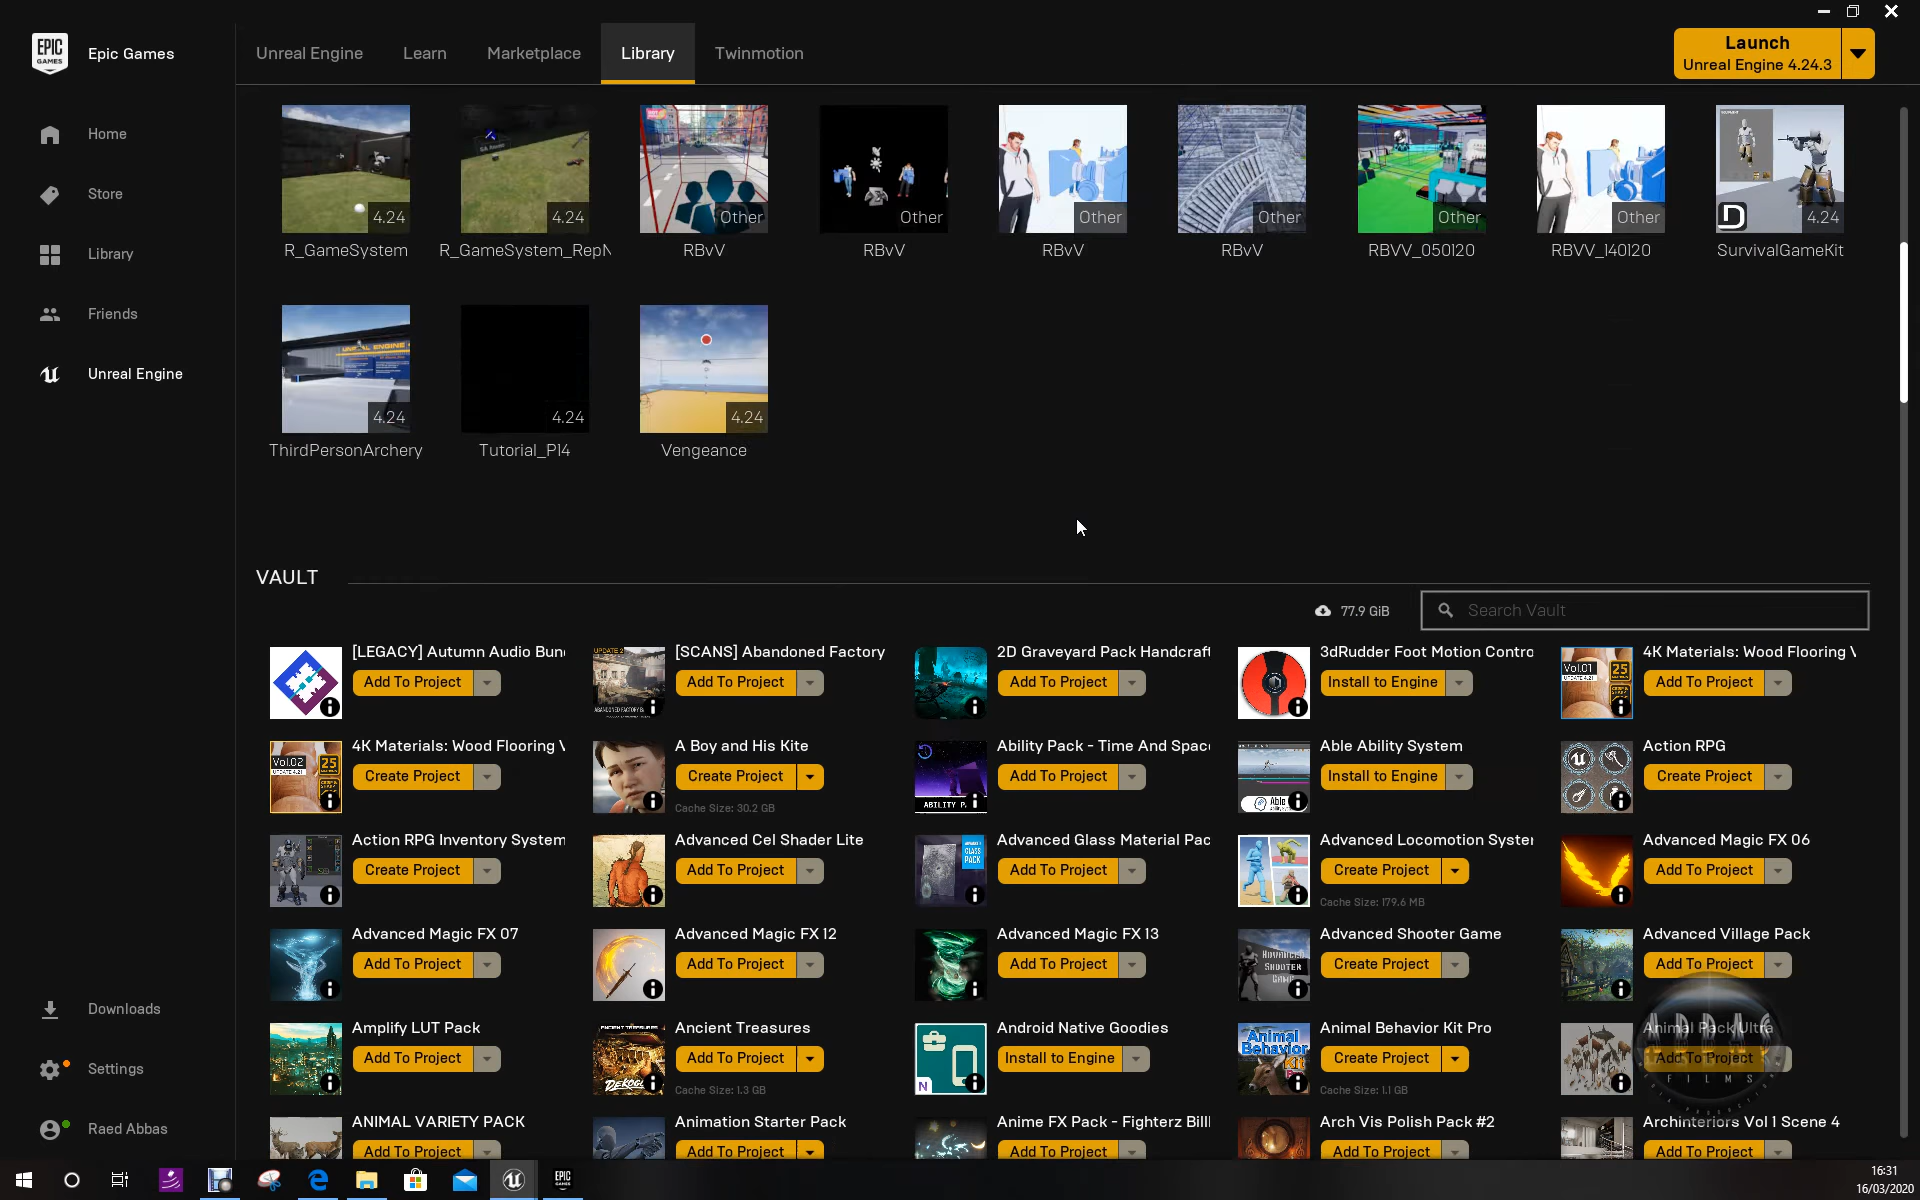 EPIC GAMES
Epic Games
Unreal Engine
Learn
Marketplace
Library
Twinmotion
Launch
Unreal Engine 4.24.3
Home
Store
Library
Friends
Unreal Engine
Downloads
Settings
Raed Abbas
4.24
4.24
Other
Other
Other
Other
Other
Other
4.24
R_GameSystem
R_GameSystem_RepN
RBvV
RBvV
RBvV
RBvV
RBVV_050120
RBVV_140120
SurvivalGameKit
4.24
4.24
4.24
ThirdPersonArchery
Tutorial_P14
Vengeance
VAULT
77.9 GiB
Search Vault
[LEGACY] Autumn Audio Bun
Add To Project
[SCANS] Abandoned Factory
Add To Project
2D Graveyard Pack Handcraft
Add To Project
3dRudder Foot Motion Contro
Install to Engine
4K Materials: Wood Flooring V
Add To Project
4K Materials: Wood Flooring V
Create Project
A Boy and His Kite
Create Project
Cache Size: 30.2 GB
Ability Pack - Time And Spac
Add To Project
Able Ability System
Install to Engine
Action RPG
Create Project
Action RPG Inventory System
Create Project
Advanced Cel Shader Lite
Add To Project
Advanced Glass Material Pac
Add To Project
Advanced Locomotion System
Create Project
Cache Size: 179.6 MB
Advanced Magic FX 06
Add To Project
Advanced Magic FX 07
Add To Project
Advanced Magic FX 12
Add To Project
Advanced Magic FX 13
Add To Project
Advanced Shooter Game
Create Project
Advanced Village Pack
Add To Project
Amplify LUT Pack
Add To Project
Ancient Treasures
Add To Project
Cache Size: 1.3 GB
Android Native Goodies
Install to Engine
Animal Behavior Kit Pro
Create Project
Cache Size: 1.1 GB
Animal Pack Ultra
Add To Project
ABBAS
FILMS
ANIMAL VARIETY PACK
Add To Project
Animation Starter Pack
Add To Project
Anime FX Pack - Fighterz Bill
Add To Project
Arch Vis Polish Pack #2
Add To Project
Archinteriors Vol 1 Scene 4
Add To Project
16:31
16/03/2020